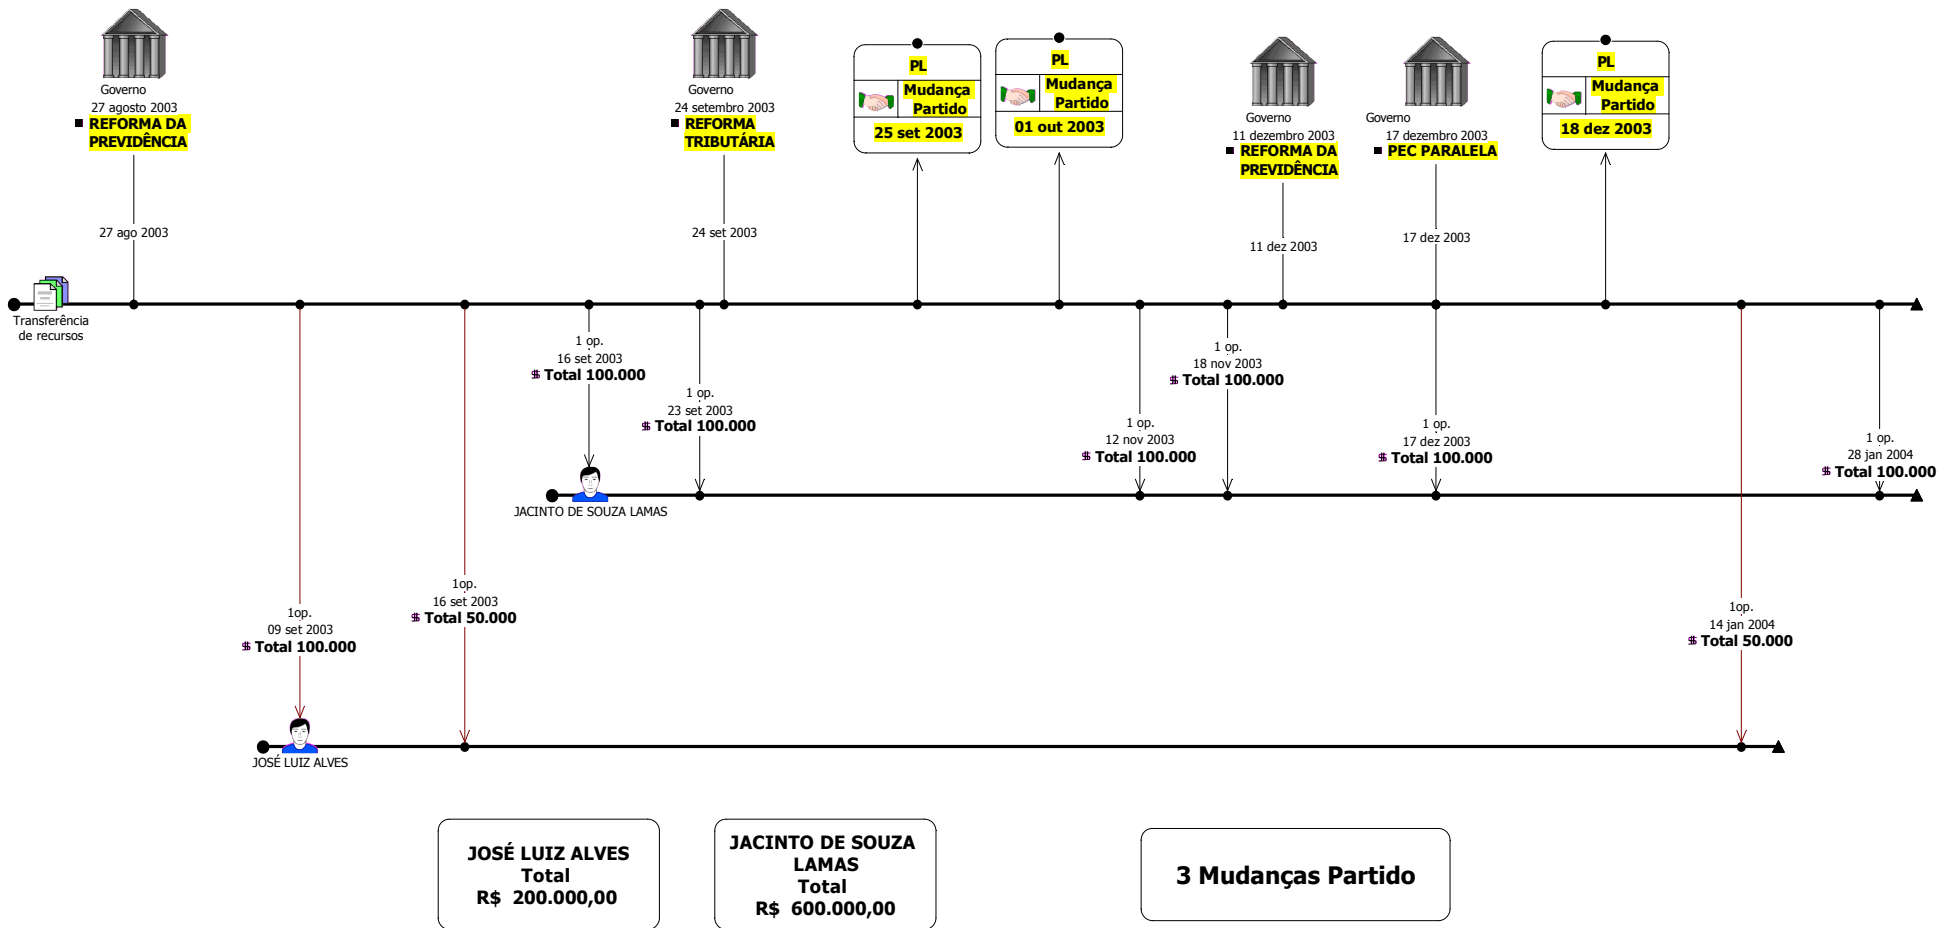 Governo
27 agosto 2003
REFORMA DA
PREVIDÊNCIA
27 ago 2003
Governo
24 setembro 2003
REFORMA
TRIBUTÁRIA
24 set 2003
PL
Mudança
Partido
25 set 2003
PL
Mudança
Partido
01 out 2003
Governo
11 dezembro 2003
REFORMA DA
PREVIDÊNCIA
11 dez 2003
Governo
17 dezembro 2003
PEC PARALELA
17 dez 2003
PL
Mudança
Partido
18 dez 2003
Transferência
de recursos
1 op.
16 set 2003
$ Total 100.000
1 op.
23 set 2003
$ Total 100.000
1 op.
12 nov 2003
$ Total 100.000
1 op.
18 nov 2003
$ Total 100.000
1 op.
17 dez 2003
$ Total 100.000
1 op.
28 jan 2004
$ Total 100.000
JACINTO DE SOUZA LAMAS
1op.
09 set 2003
$ Total 100.000
1op.
16 set 2003
$ Total 50.000
1op.
14 jan 2004
$ Total 50.000
JOSÉ LUIZ ALVES
JOSÉ LUIZ ALVES
Total
R$ 200.000,00
JACINTO DE SOUZA
LAMAS
Total
R$ 600.000,00
3 Mudanças Partido